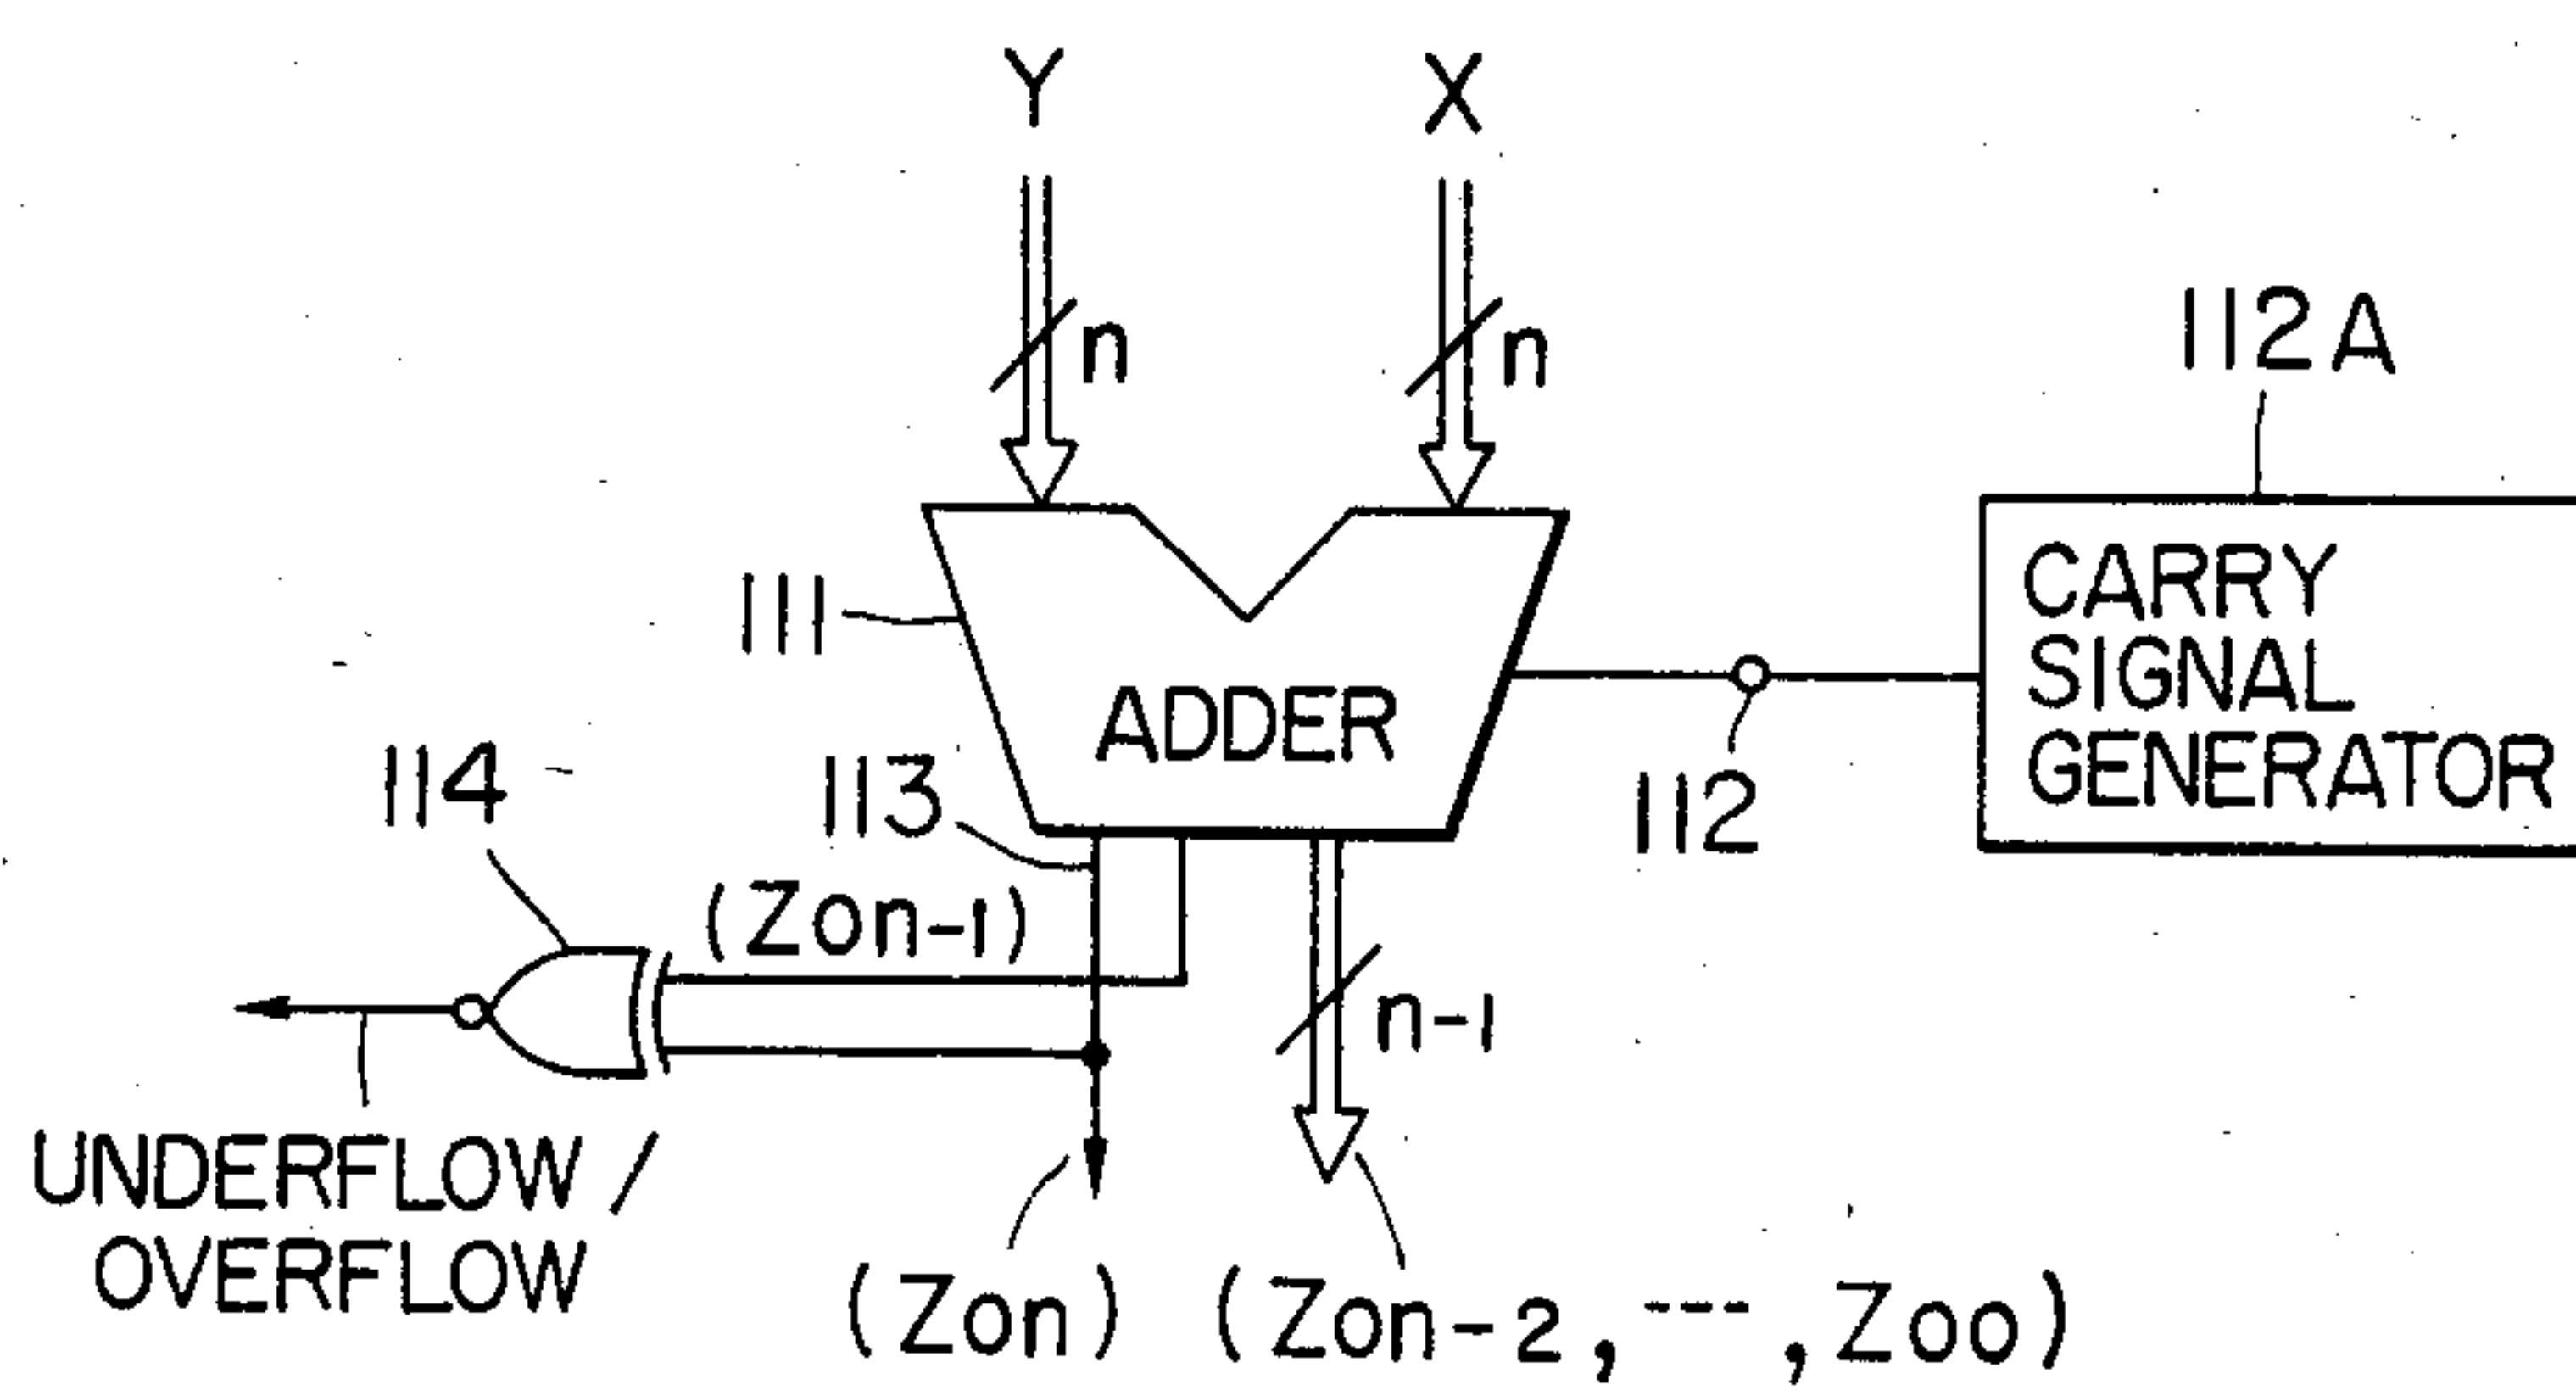 Y
X
n
n
112A
CARRY
SIGNAL
GENERATOR
111
ADDER
114
113
112
(Zon-1)
n-1
UNDERFLOW/
OVERFLOW
(Zon)
(Zon-2, ---, Zoo)